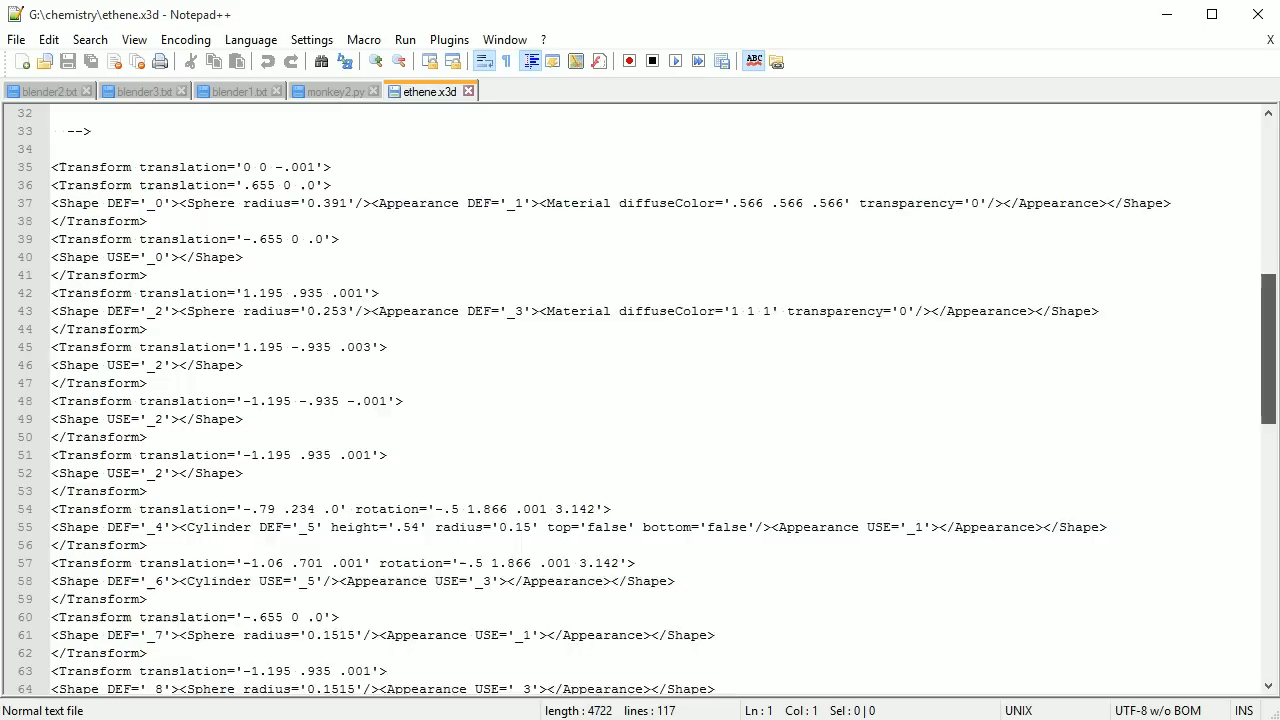 G:\chemistry\ethene.x3d - Notepad++
File Edit Search View Encoding Language Settings Macro Run Plugins Window ? X
blender2.txt blender3.txt blender1.txt monkey2.py ethene.x3d
32
33 -->
34
35 <Transform translation='0 0 -.001'>
36 <Transform translation='.655 0 .0'>
37 <Shape DEF='_0'><Sphere radius='0.391'/><Appearance DEF='_1'><Material diffuseColor='.566 .566 .566' transparency='0'/></Appearance></Shape>
38 </Transform>
39 <Transform translation='-.655 0 .0'>
40 <Shape USE='_0'></Shape>
41 </Transform>
42 <Transform translation='1.195 .935 .001'>
43 <Shape DEF='_2'><Sphere radius='0.253'/><Appearance DEF='_3'><Material diffuseColor='1 1 1' transparency='0'/></Appearance></Shape>
44 </Transform>
45 <Transform translation='1.195 -.935 .003'>
46 <Shape USE='_2'></Shape>
47 </Transform>
48 <Transform translation='-1.195 -.935 -.001'>
49 <Shape USE='_2'></Shape>
50 </Transform>
51 <Transform translation='-1.195 .935 .001'>
52 <Shape USE='_2'></Shape>
53 </Transform>
54 <Transform translation='-.79 .234 .0' rotation='-.5 1.866 .001 3.142'>
55 <Shape DEF='_4'><Cylinder DEF='_5' height='.54' radius='0.15' top='false' bottom='false'/><Appearance USE='_1'></Appearance></Shape>
56 </Transform>
57 <Transform translation='-1.06 .701 .001' rotation='-.5 1.866 .001 3.142'>
58 <Shape DEF='_6'><Cylinder USE='_5'/><Appearance USE='_3'></Appearance></Shape>
59 </Transform>
60 <Transform translation='-.655 0 .0'>
61 <Shape DEF='_7'><Sphere radius='0.1515'/><Appearance USE='_1'></Appearance></Shape>
62 </Transform>
63 <Transform translation='-1.195 .935 .001'>
64 <Shape DEF='_8'><Sphere radius='0.1515'/><Appearance USE='_3'></Appearance></Shape>
Normal text file length : 4722 lines : 117 Ln : 1 Col : 1 Sel : 0 | 0 UNIX UTF-8 w/o BOM INS